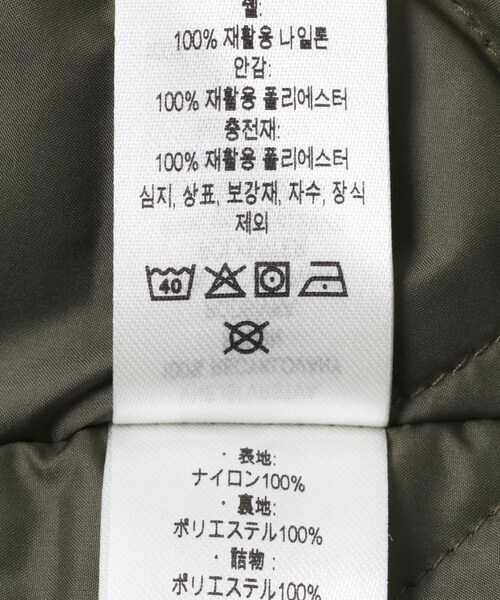 쉘:
100% 재활용 나일론
안감:
100% 재활용 폴리에스터
충전재:
100% 재활용 폴리에스터
심지, 상표, 보강재, 자수, 장식
제외
40
· 表地:
ナイロン100%
· 裏地:
ポリエステル100%
· 詰物:
ポリエステル100%